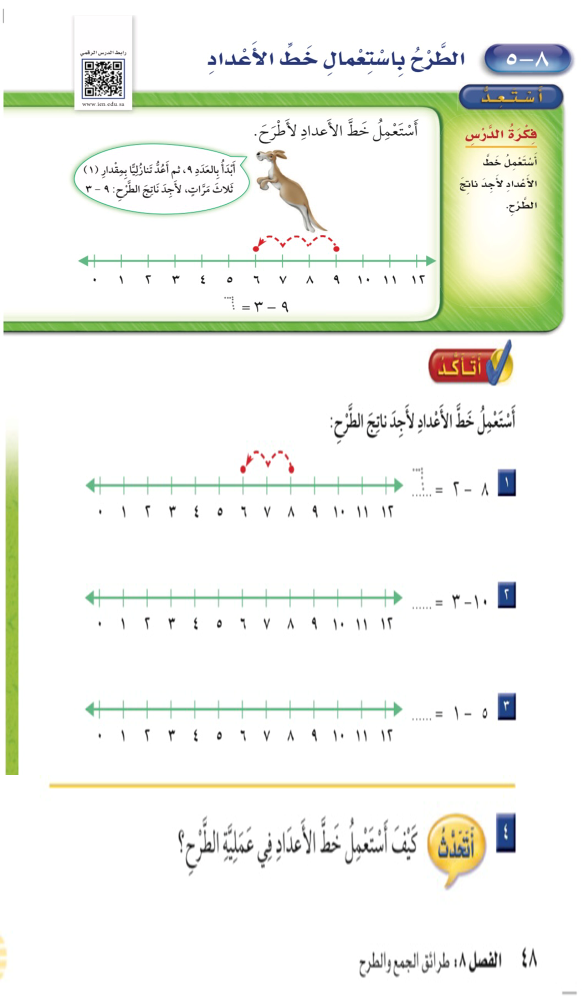 ٨-٥
الطَّرْحُ بِاسْتِعْمالِ خَطِّ الأَعْدادِ
رابط الدرس الرقمي
www.ien.edu.sa
أَسْتَعِدُّ
فِكْرَةُ الدَّرْسِ
أَسْتَعْمِلُ خَطَّ
الأَعْدادِ لأَجِدَ ناتِجَ
الطَّرْحِ.
أَسْتَعْمِلُ خَطَّ الأَعدادِ لأَطْرَحَ.
أَبْدَأُ بِالعَدَدِ ٩، ثم أَعُدُّ تَنازُلِيًّا بِمِقْدارِ (١)
ثَلاثَ مَرَّاتٍ، لأَجِدَ نَاتِجَ الطَّرْحِ: ٩ – ٣
٠ ١ ٢ ٣ ٤ ٥ ٦ ٧ ٨ ٩ ١٠ ١١ ١٢
٩ – ٣ = ٦
أَتَأَكَّدُ
أَسْتَعْمِلُ خَطَّ الأَعْدادِ لأَجِدَ ناتِجَ الطَّرْحِ:
١ ٨ – ٢ = ٦
٠ ١ ٢ ٣ ٤ ٥ ٦ ٧ ٨ ٩ ١٠ ١١ ١٢
٢ ١٠ – ٣ = ......
٠ ١ ٢ ٣ ٤ ٥ ٦ ٧ ٨ ٩ ١٠ ١١ ١٢
٣ ٥ – ١ = ......
٠ ١ ٢ ٣ ٤ ٥ ٦ ٧ ٨ ٩ ١٠ ١١ ١٢
٤ أَتَحَدَّثُ كَيْفَ أَسْتَعْمِلُ خَطَّ الأَعدَادِ فِي عَمَلِيَّةِ الطَّرْحِ؟
٤٨ الفصل ٨: طرائق الجمع والطرح